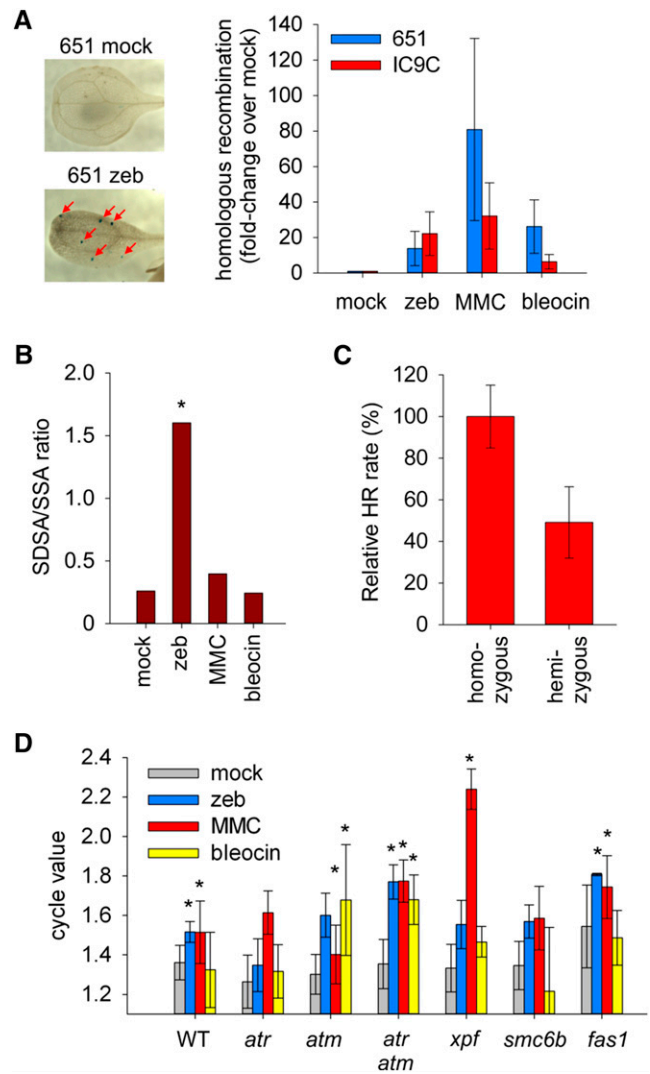 A
651 mock
651 zeb
homologous recombination
(fold-change over mock)
140
120
100
80
60
40
20
0
651
IC9C
mock zeb MMC bleocin
B
SDSA/SSA ratio
2.0
1.5
1.0
0.5
0
*
mock
zeb
MMC
bleocin
C
Relative HR rate (%)
120
100
80
60
40
20
0
homo-
zygous
hemi-
zygous
D
cycle value
2.4
2.2
2.0
1.8
1.6
1.4
1.2
mock
zeb
MMC
bleocin
* * * * * * * * * *
WT atr atm atr atm xpf smc6b fas1